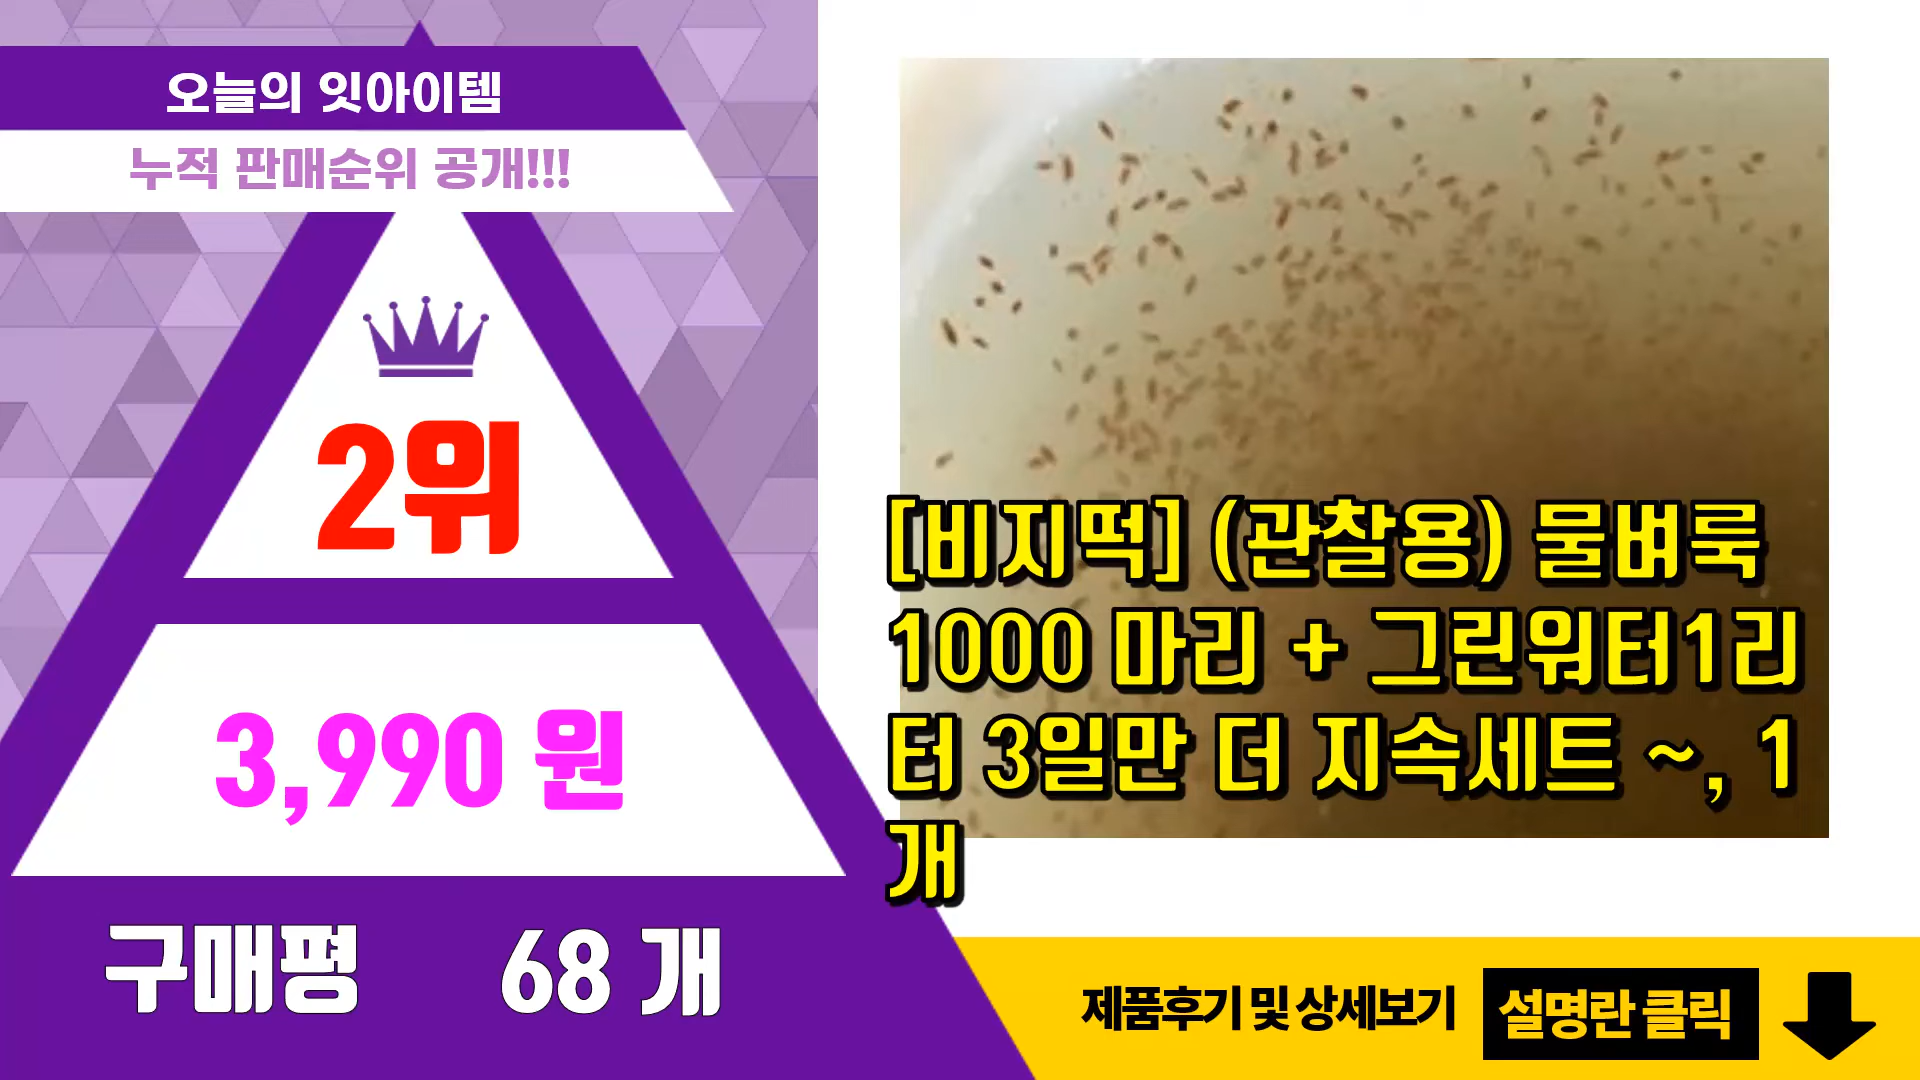 오늘의 잇아이템
누적 판매순위 공개!!!
2위
3,990 원
구매평 68 개
[비지떡] (관찰용) 물벼룩
1000 마리 + 그린워터1리
터 3일만 더 지속세트 ~, 1
개
제품후기 및 상세보기 설명란 클릭